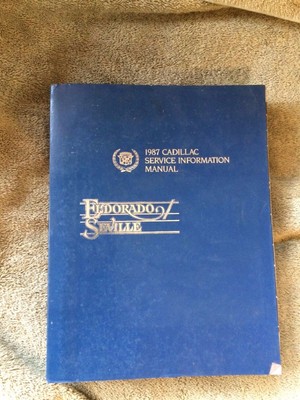 1987 CADILLAC
SERVICE INFORMATION
MANUAL
ELDORADO
SEVILLE